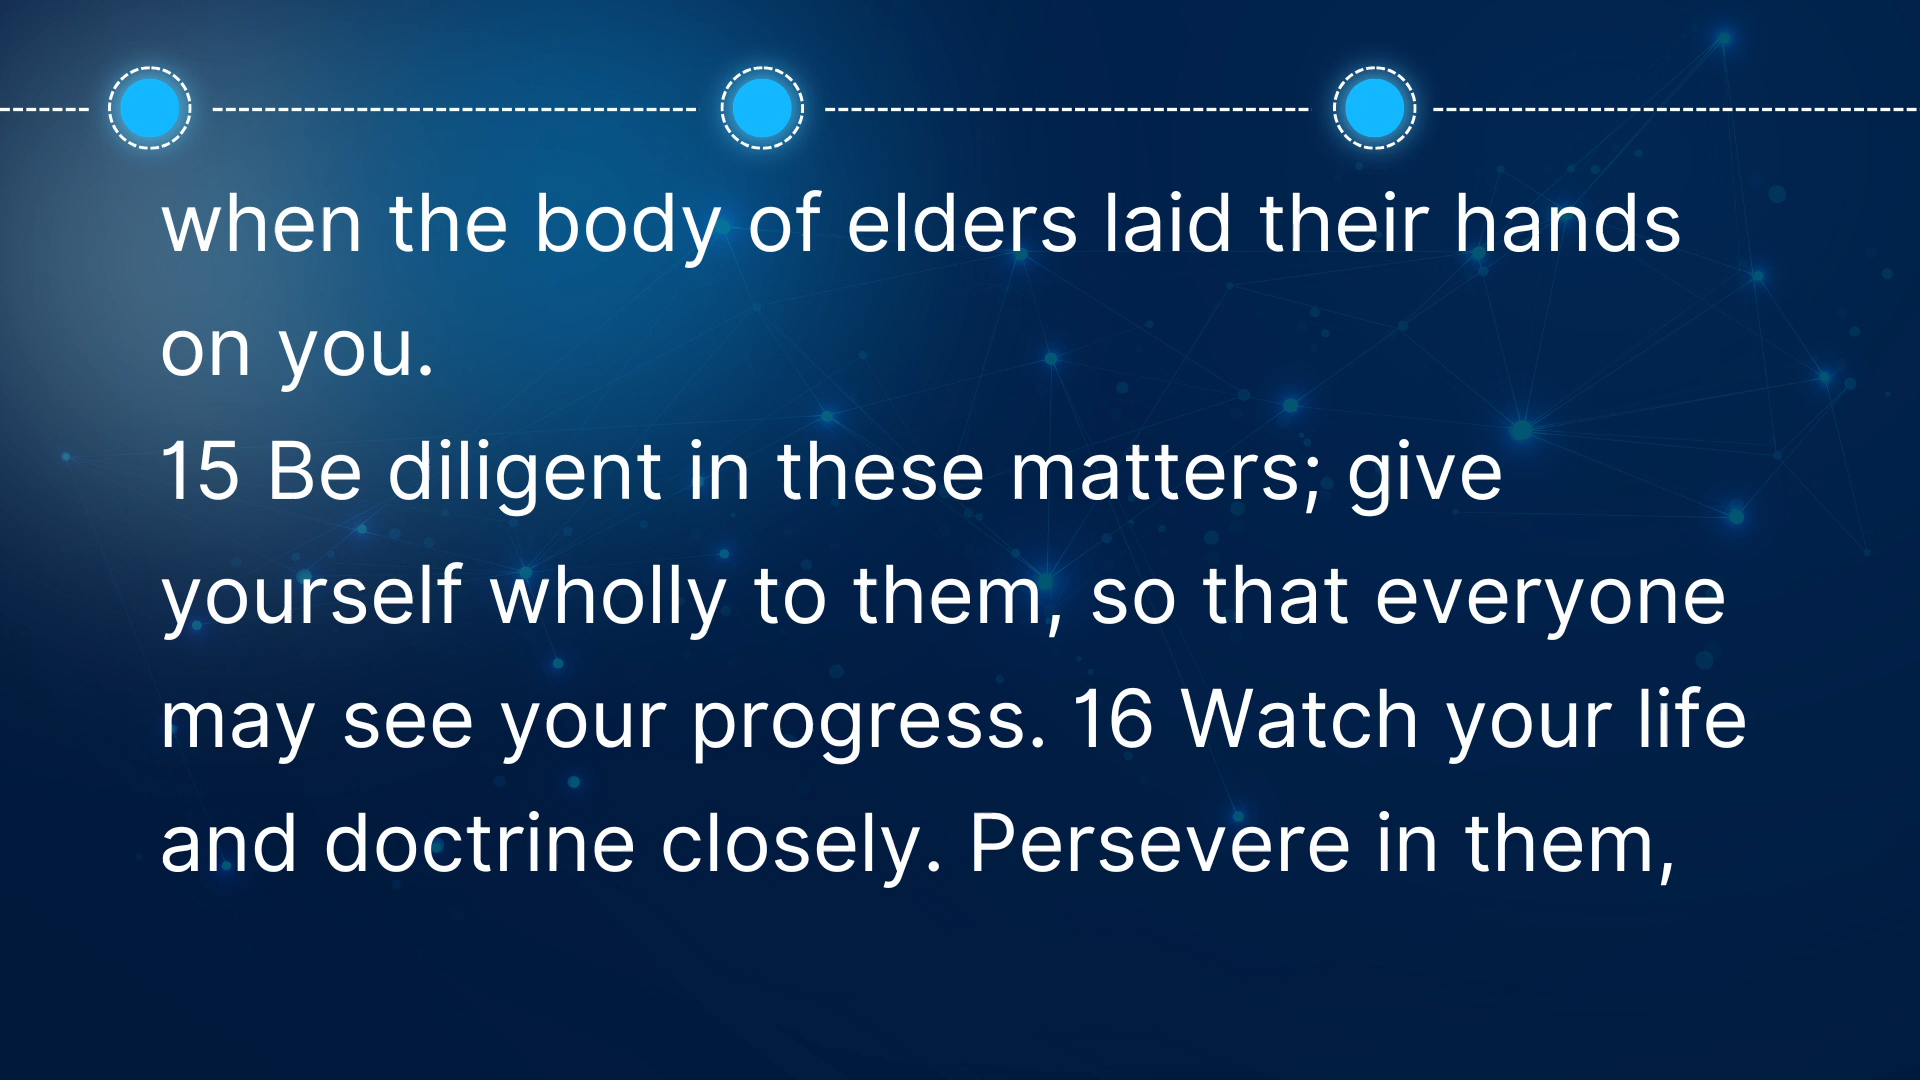 when the body of elders laid their hands
on you.
15 Be diligent in these matters; give
yourself wholly to them, so that everyone
may see your progress. 16 Watch your life
and doctrine closely. Persevere in them,